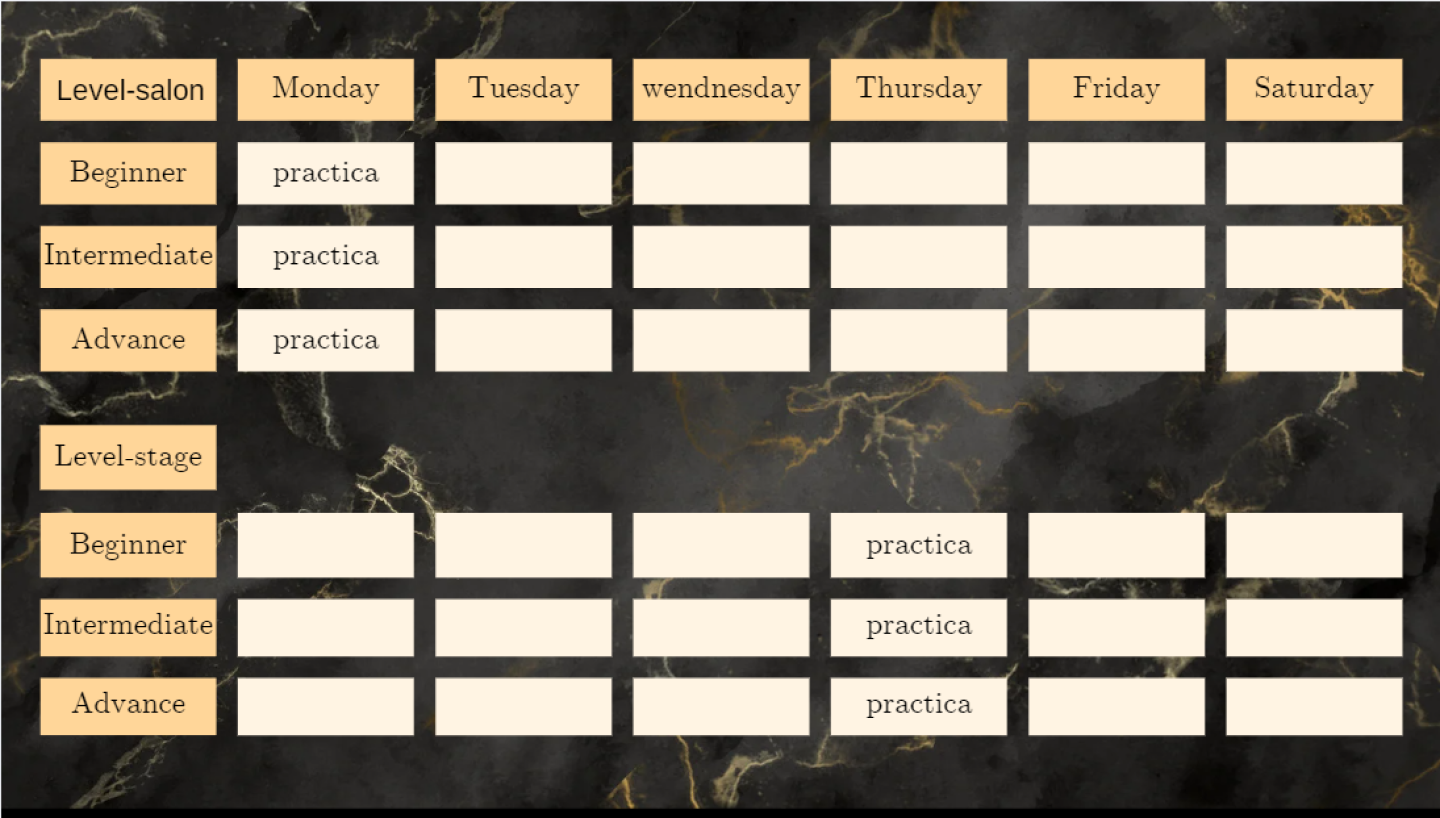 Level-salon Monday Tuesday wendnesday Thursday Friday Saturday
Beginner practica
Intermediate practica
Advance practica
Level-stage
Beginner practica
Intermediate practica
Advance practica